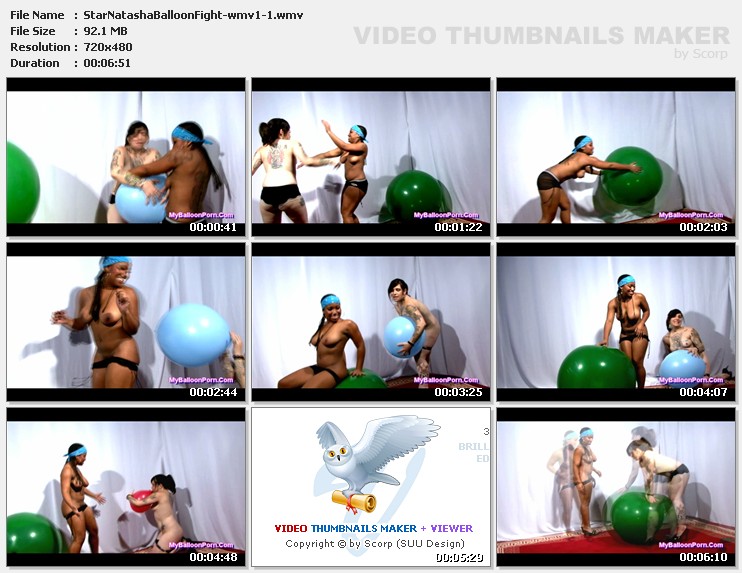 File Name : StarNatashaBalloonFight-wmv1-1.wmv
File Size : 92.1 MB
Resolution : 720x480
Duration : 00:06:51
VIDEO THUMBNAILS MAKER
by Scorp
MyBalloonPorn.Com
00:00:41
MyBalloonPorn.Com
00:01:22
MyBalloonPorn.Com
00:02:03
MyBalloonPorn.Com
00:02:44
MyBalloonPorn.Com
00:03:25
MyBalloonPorn.Com
00:04:07
MyBalloonPorn.Com
00:04:48
3
BRILL
ED
VIDEO THUMBNAILS MAKER + VIEWER
Copyright © by Scorp (SUU Design)
00:05:29
MyBalloonPorn.Com
00:06:10